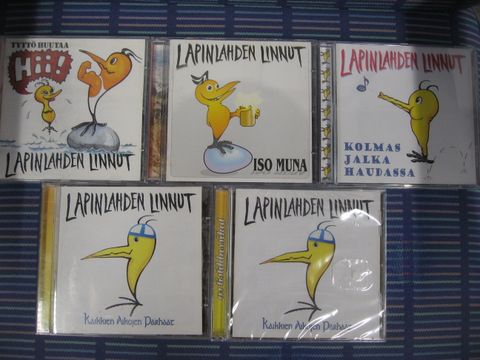 TYTTÖ HUUTAA
HÄTI!
LAPINLAHDEN LINNUT
LAPINLAHDEN LINNUT
ISO MUNA
LAPINLAHDEN LINNUT
KOLMAS
JALKA
HAUDASSA
LAPINLAHDEN LINNUT
Kaikkien Aikojen Parhaat
LAPINLAHDEN LINNUT
Kaikkien Aikojen Parhaat